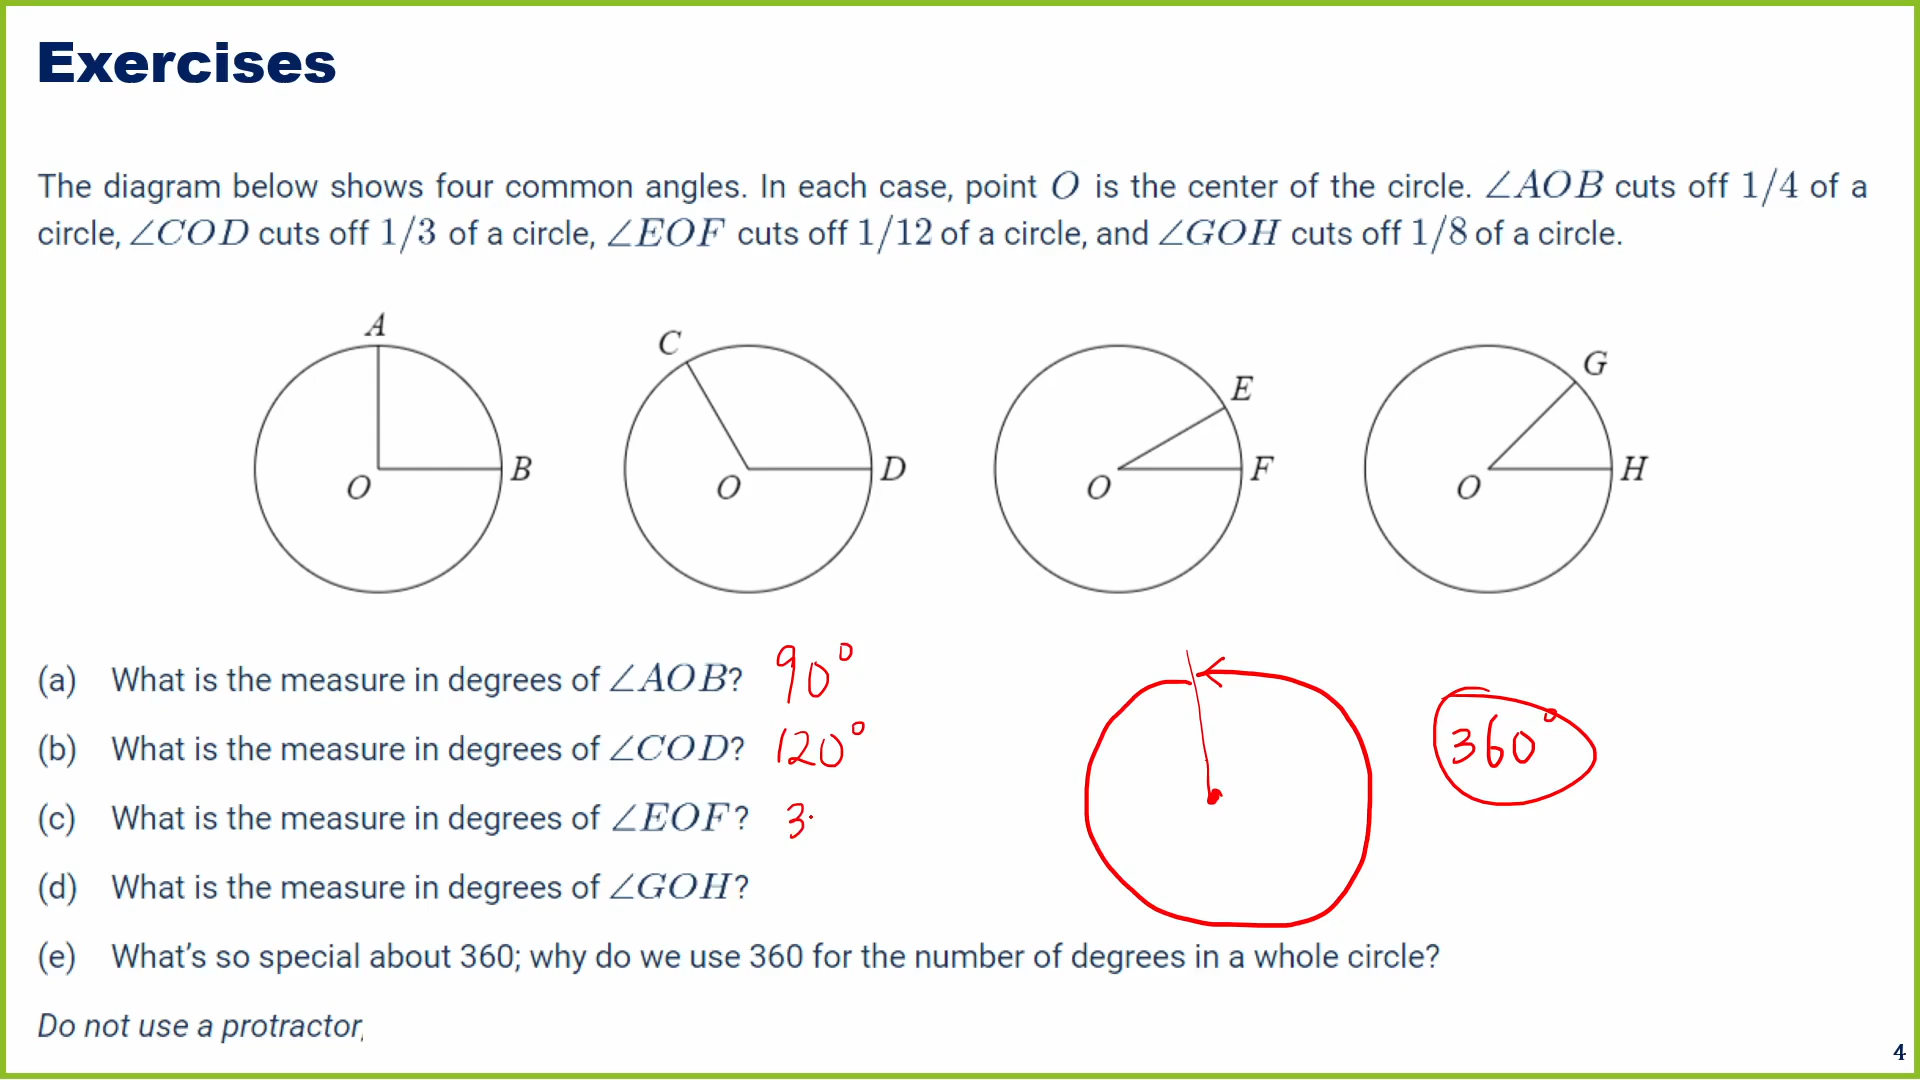 Exercises
The diagram below shows four common angles. In each case, point O is the center of the circle. ∠AOB cuts off 1/4 of a
circle, ∠COD cuts off 1/3 of a circle, ∠EOF cuts off 1/12 of a circle, and ∠GOH cuts off 1/8 of a circle.
A
B
O
C
D
O
E
F
O
G
H
O
(a) What is the measure in degrees of ∠AOB? 90°
(b) What is the measure in degrees of ∠COD? 120°
(c) What is the measure in degrees of ∠EOF? 3
360°
(d) What is the measure in degrees of ∠GOH?
(e) What's so special about 360; why do we use 360 for the number of degrees in a whole circle?
Do not use a protractor,
4